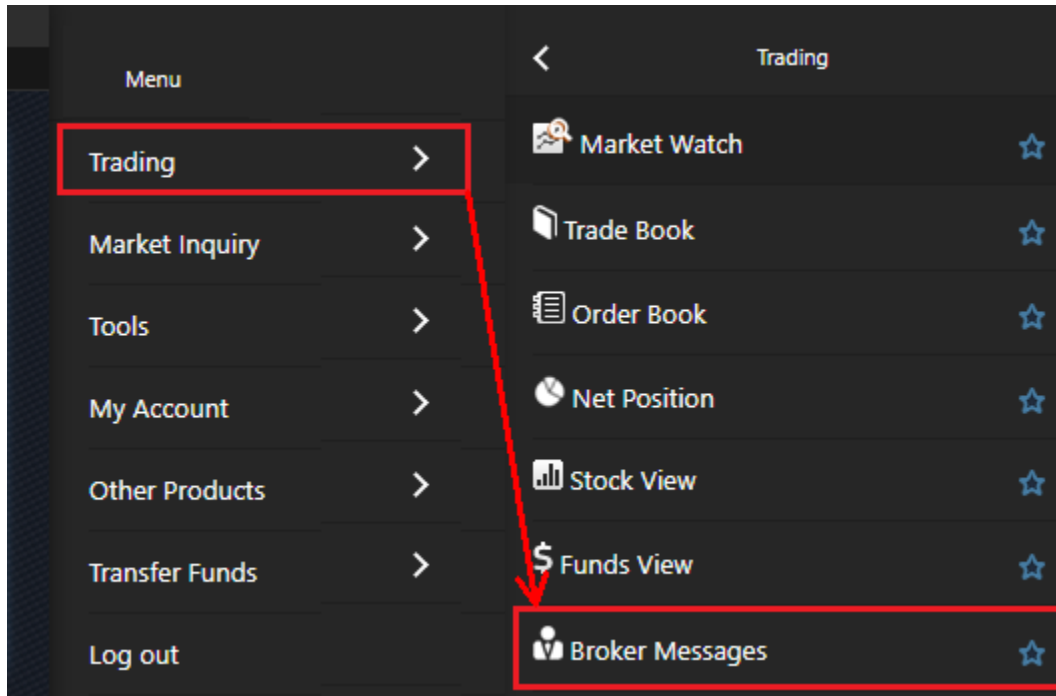 Menu
Trading
Market Inquiry
Tools
My Account
Other Products
Transfer Funds
Log out
Trading
Market Watch
Trade Book
Order Book
Net Position
Stock View
$ Funds View
Broker Messages